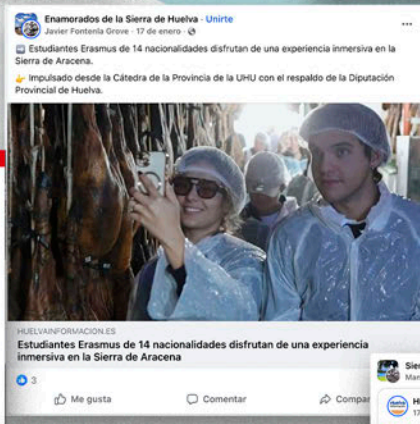 Enamorados de la Sierra de Huelva · Unirte
Javier Fontenla Grove · 17 de enero ·
Estudiantes Erasmus de 14 nacionalidades disfrutan de una experiencia inmersiva en la
Sierra de Aracena.
Impulsado desde la Cátedra de la Provincia de la UHU con el respaldo de la Diputación
Provincial de Huelva.
HUELVAINFORMACION.ES
Estudiantes Erasmus de 14 nacionalidades disfrutan de una experiencia
inmersiva en la Sierra de Aracena
3
Me gusta
Comentar
Compar